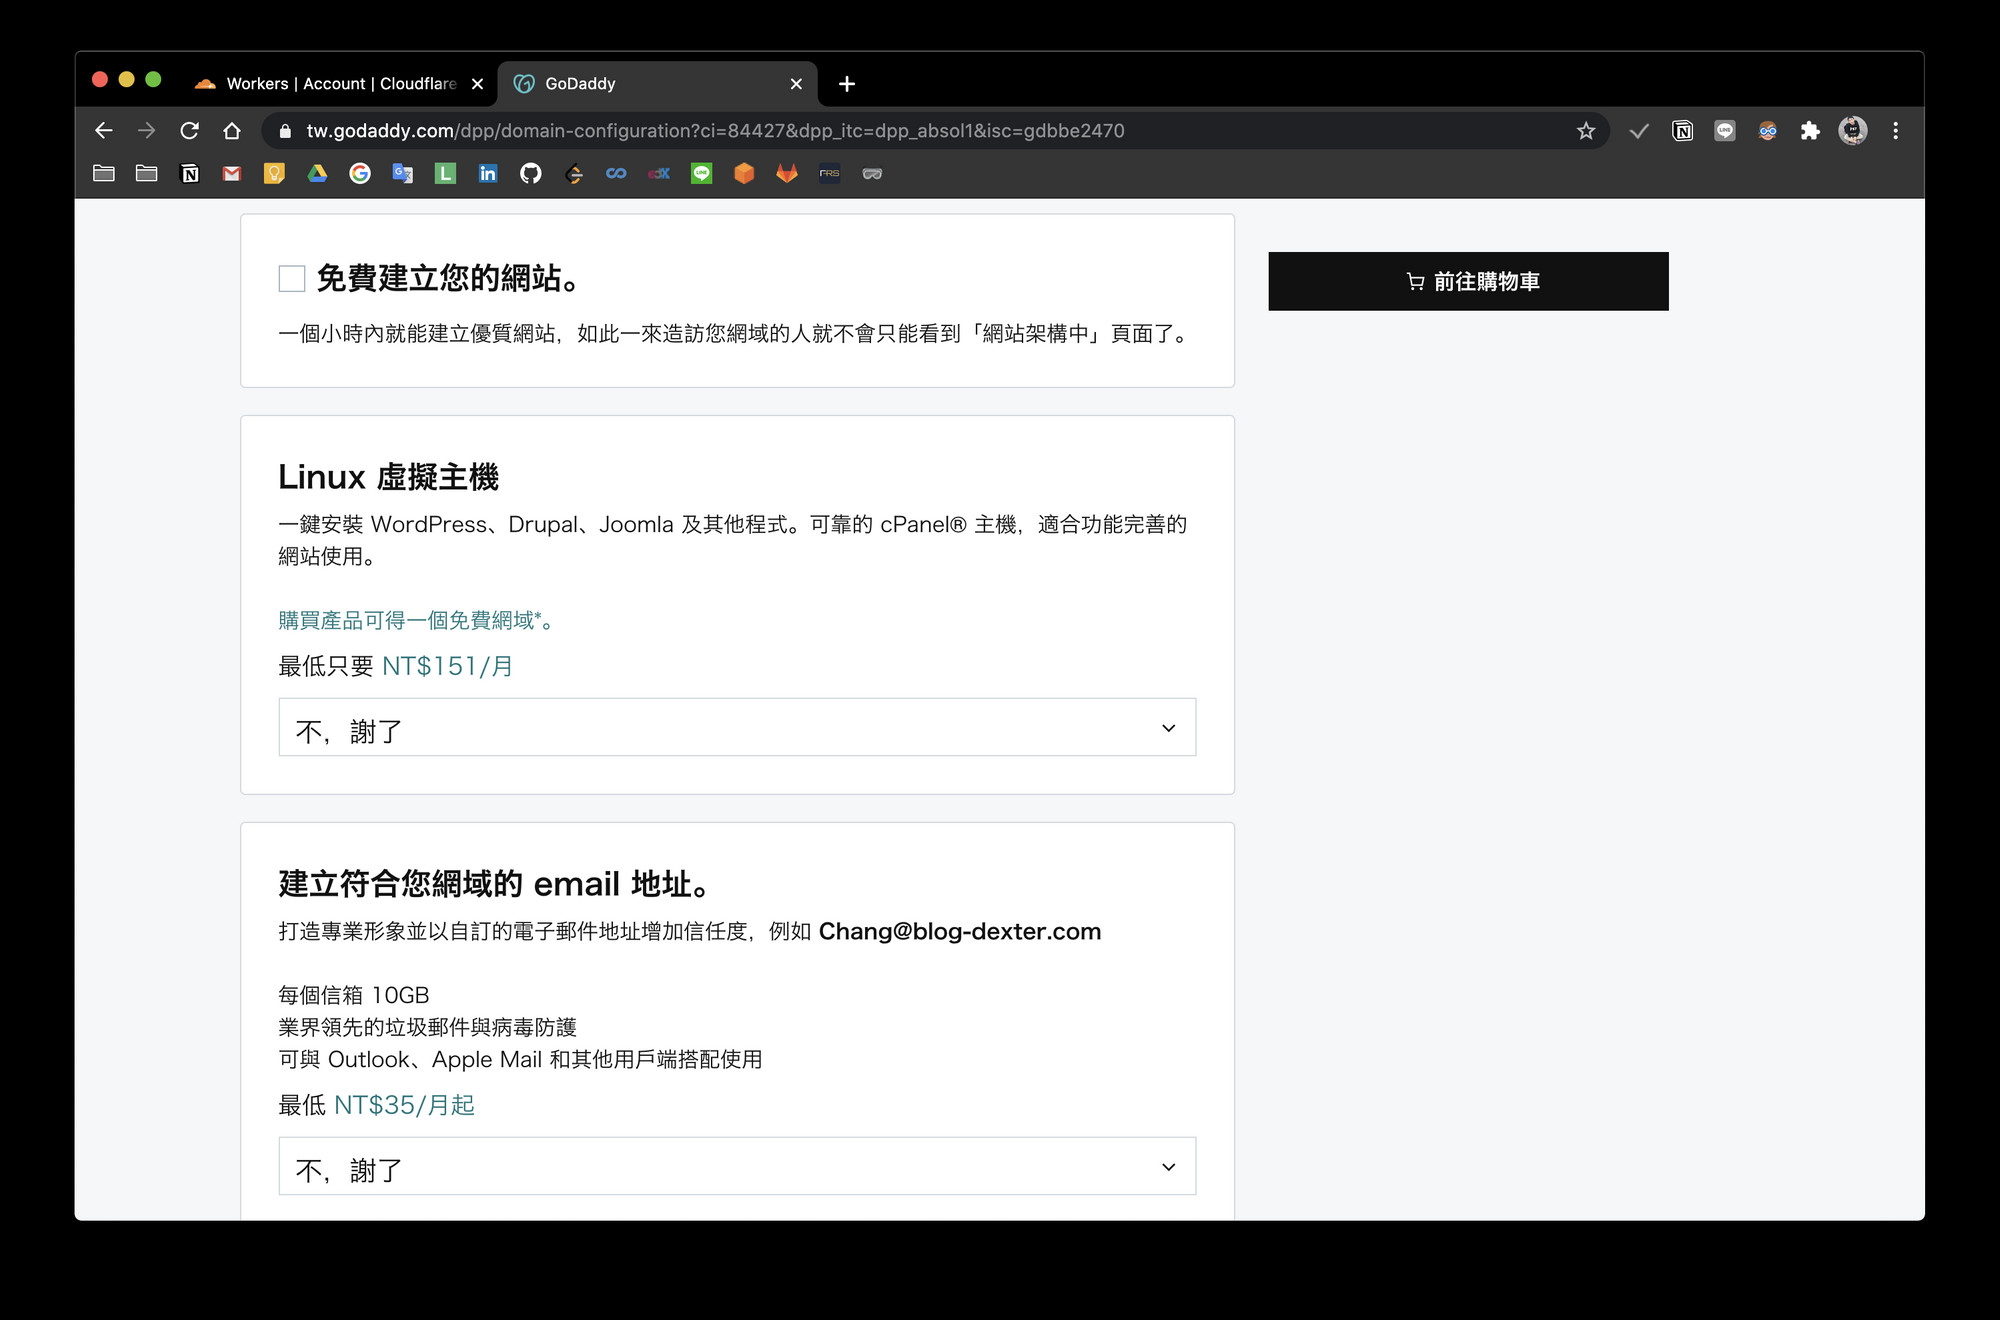 Workers | Account | Cloudflare
GoDaddy
tw.godaddy.com/dpp/domain-configuration?ci=84427&dpp_itc=dpp_absol1&isc=gdbbe2470
免費建立您的網站。
一個小時內就能建立優質網站，如此一來造訪您網域的人就不會只能看到「網站架構中」頁面了。
前往購物車
Linux 虛擬主機
一鍵安裝 WordPress、Drupal、Joomla 及其他程式。可靠的 cPanel® 主機，適合功能完善的
網站使用。
購買產品可得一個免費網域*。
最低只要 NT$151/月
不，謝了
建立符合您網域的 email 地址。
打造專業形象並以自訂的電子郵件地址增加信任度，例如 Chang@blog-dexter.com
每個信箱 10GB
業界領先的垃圾郵件與病毒防護
可與 Outlook、Apple Mail 和其他用戶端搭配使用
最低 NT$35/月起
不，謝了